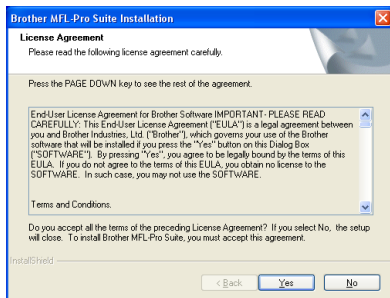 Brother MFL-Pro Suite Installation
License Agreement
Please read the following license agreement carefully.
Press the PAGE DOWN key to see the rest of the agreement.
End-User License Agreement for Brother Software IMPORTANT- PLEASE READ
CAREFULLY: This End-User License Agreement ("EULA") is a legal agreement between
you and Brother Industries, Ltd. ("Brother"), which governs your use of the Brother
software that will be installed if you press the "Yes" button on this Dialog Box
("SOFTWARE"). By pressing "Yes", you agree to be legally bound by the terms of this
EULA. If you do not agree to the terms of this EULA, you obtain no license to the
SOFTWARE. In such case, you may not use the SOFTWARE.
Terms and Conditions.
Do you accept all the terms of the preceding License Agreement? If you select No, the setup
will close. To install Brother MFL-Pro Suite, you must accept this agreement.
InstallShield
< Back
Yes
No